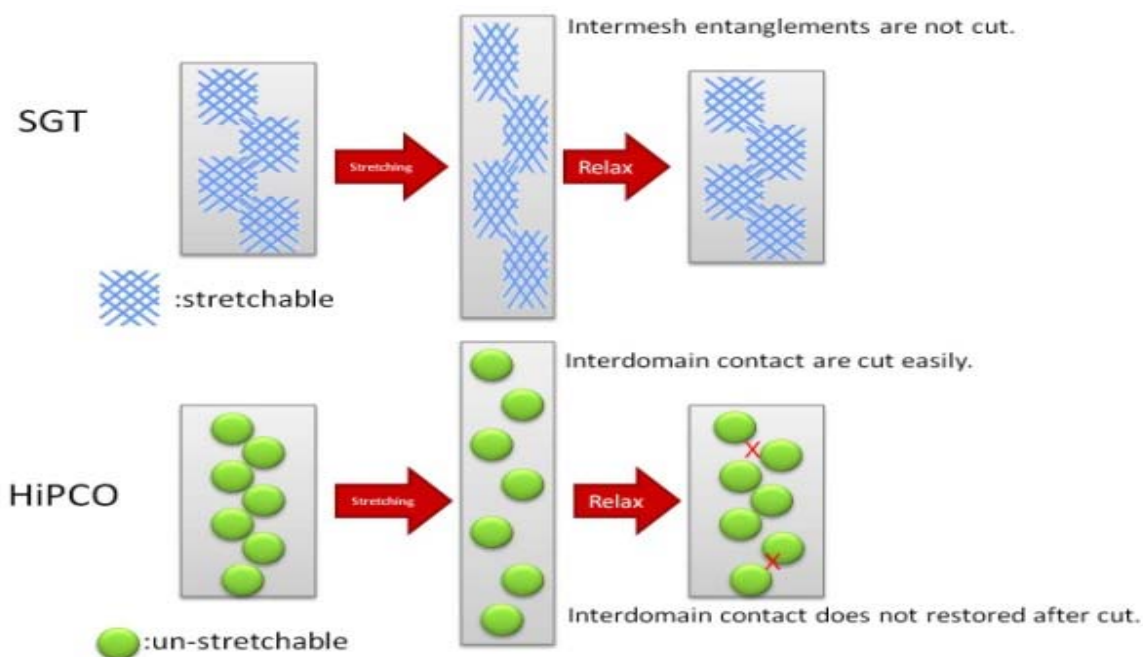 Intermesh entanglements are not cut.
SGT
Stretching
Relax
:stretchable
Interdomain contact are cut easily.
HiPCO
Stretching
Relax
X
X
Interdomain contact does not restored after cut.
:un-stretchable